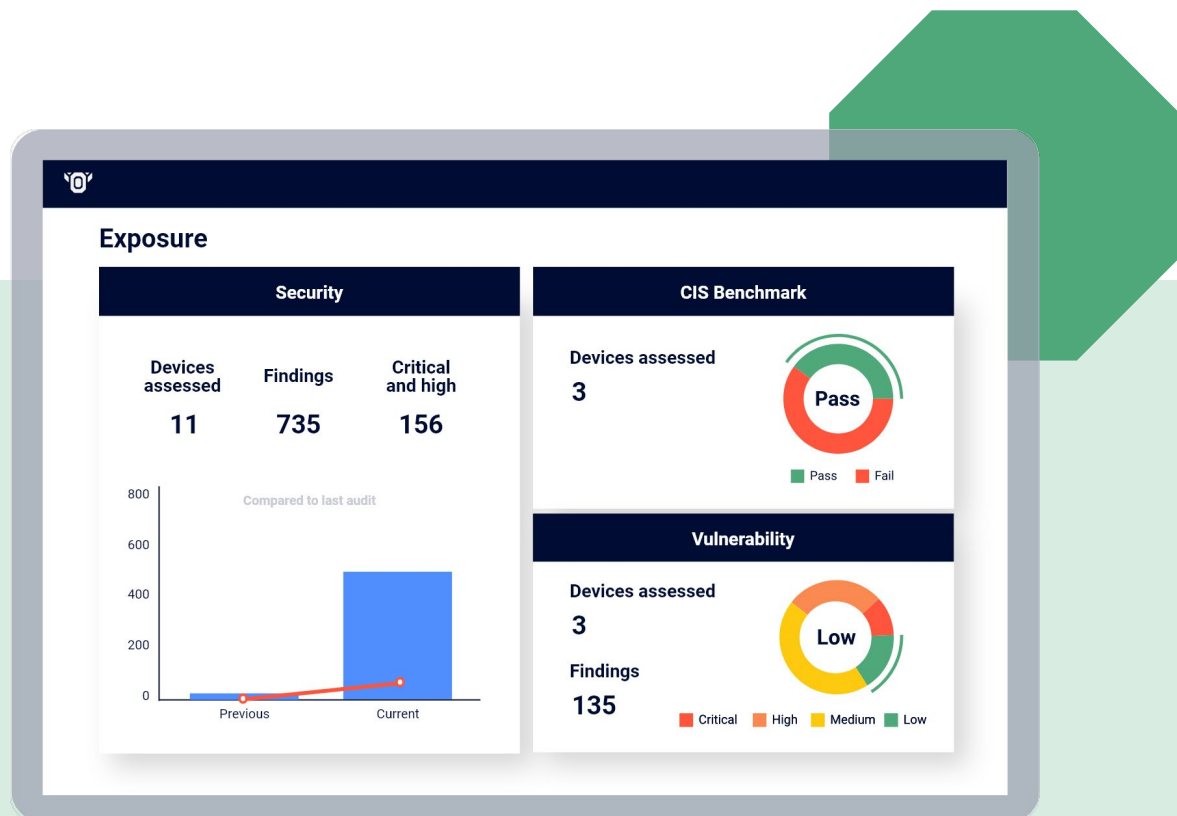 Exposure
Security
Devices
assessed
11
Findings
735
Critical
and high
156
Compared to last audit
800
600
400
200
0
Previous
Current
CIS Benchmark
Devices assessed
3
Pass
Pass
Fail
Vulnerability
Devices assessed
3
Findings
135
Low
Critical
High
Medium
Low